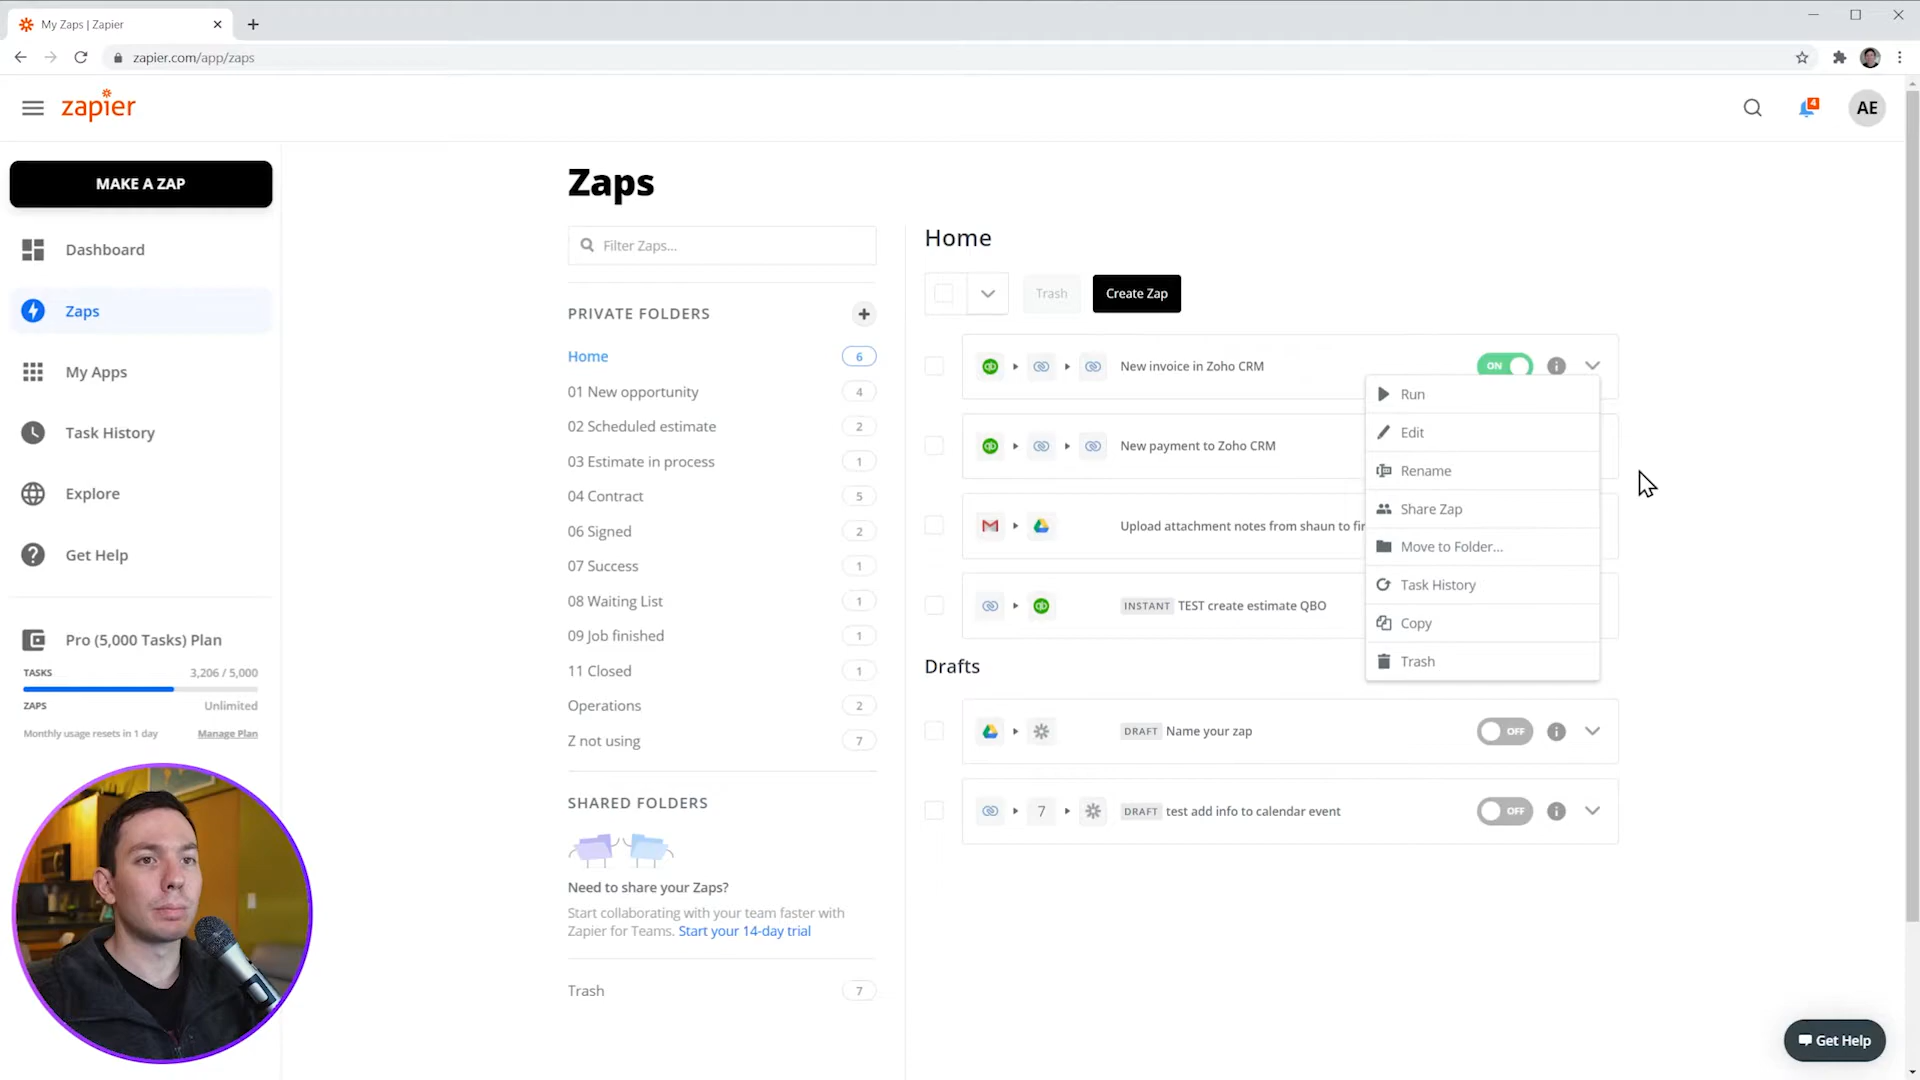 My Zaps | Zapier
zapier.com/app/zaps
zapier
4
AE
MAKE A ZAP
Dashboard
Zaps
My Apps
Task History
Explore
Get Help
Pro (5,000 Tasks) Plan
TASKS 3,206 / 5,000
ZAPS Unlimited
Monthly usage resets in 1 day Manage Plan
Zaps
Filter Zaps...
PRIVATE FOLDERS
Home 6
01 New opportunity 4
02 Scheduled estimate 2
03 Estimate in process 1
04 Contract 5
06 Signed 2
07 Success 1
08 Waiting List 1
09 Job finished 1
11 Closed 1
Operations 2
Z not using 7
SHARED FOLDERS
Need to share your Zaps?
Start collaborating with your team faster with
Zapier for Teams. Start your 14-day trial
Trash 7
Home
Trash Create Zap
qb New invoice in Zoho CRM ON
qb New payment to Zoho CRM
Upload attachment notes from shaun to fir
qb INSTANT TEST create estimate QBO
Run
Edit
Rename
Share Zap
Move to Folder...
Task History
Copy
Trash
Drafts
DRAFT Name your zap OFF
7 DRAFT test add info to calendar event OFF
Get Help